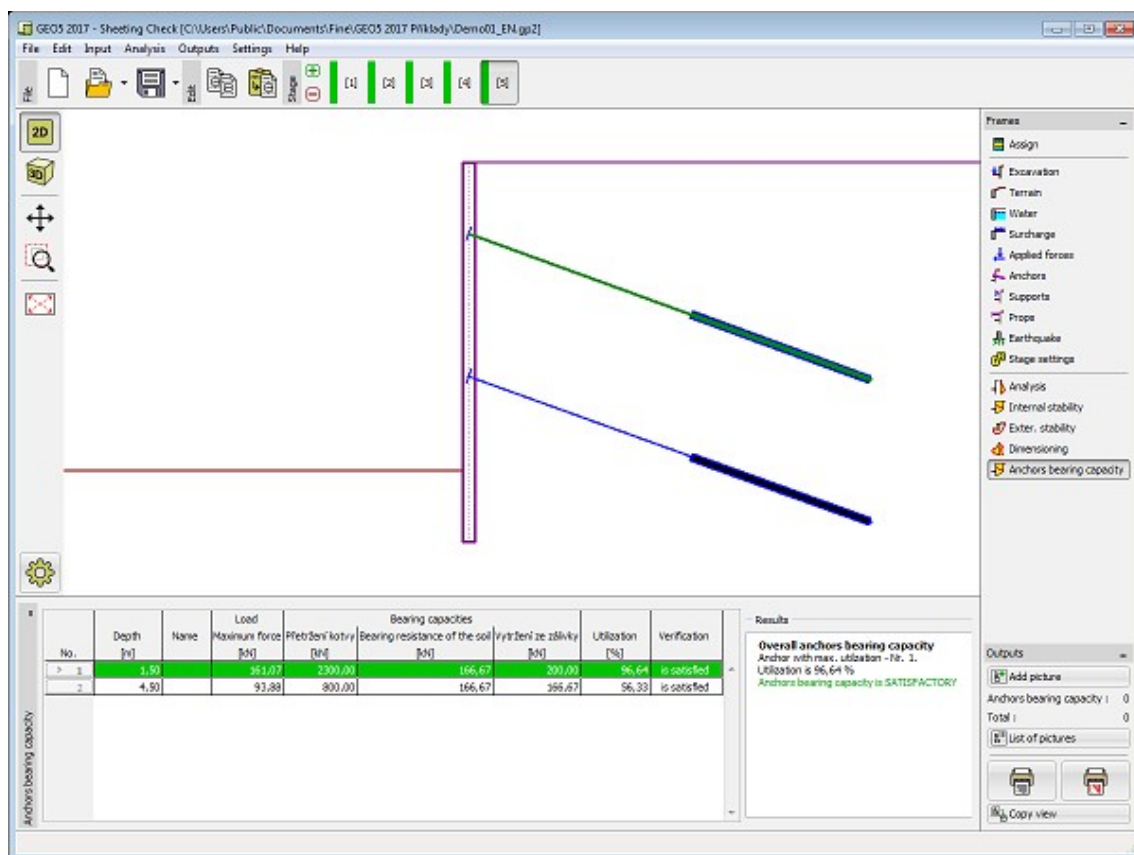 GEO5 2017 - Sheeting Check [C:\Users\Public\Documents\Fine\GEO5 2017 Příklady\Demo01_EN.gp2]
File Edit Input Analysis Outputs Settings Help
File
Edit
Stage
[1] [2] [3] [4] [5]
2D
3D
Frames
Assign
Excavation
Terrain
Water
Surcharge
Applied forces
Anchors
Supports
Props
Earthquake
Stage settings
Analysis
Internal stability
Exter. stability
Dimensioning
Anchors bearing capacity
Anchors bearing capacity
Load Bearing capacities
Depth Name Maximum force Přetržení kotvy Bearing resistance of the soil Vytržení ze zálivky Utilization Verification
No. [m] [kN] [kN] [kN] [kN] [%]
> 1 1,50 161,07 2300,00 166,67 200,00 96,64 is satisfied
2 4,50 93,88 800,00 166,67 166,67 56,33 is satisfied
Results
Overall anchors bearing capacity
Anchor with max. utilization - Nr. 1.
Utilization is 96,64 %
Anchors bearing capacity is SATISFACTORY
Outputs
Add picture
Anchors bearing capacity : 0
Total : 0
List of pictures
Copy view